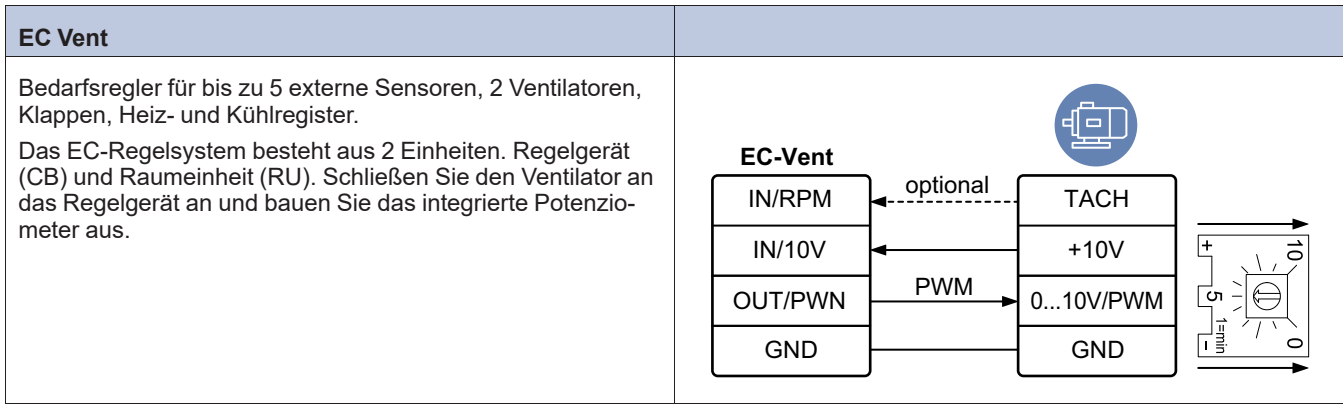 EC Vent
Bedarfsregler für bis zu 5 externe Sensoren, 2 Ventilatoren,
Klappen, Heiz- und Kühlregister.
Das EC-Regelsystem besteht aus 2 Einheiten. Regelgerät
(CB) und Raumeinheit (RU). Schließen Sie den Ventilator an
das Regelgerät an und bauen Sie das integrierte Potenzio-
meter aus.
EC-Vent
IN/RPM
optional
TACH
IN/10V
+10V
OUT/PWN
PWM
0...10V/PWM
GND
GND
+
10
5
1=min
-
0